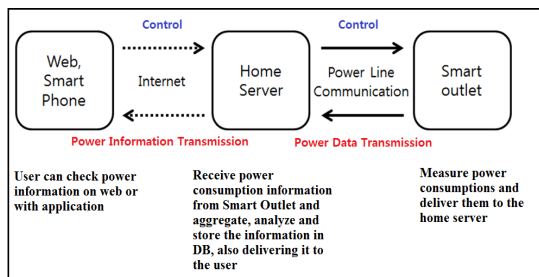 Control
Control
Web,
Smart
Phone
Internet
Home
Server
Power Line
Communication
Smart
outlet
Power Information Transmission
Power Data Transmission
User can check power
information on web or
with application
Receive power
consumption information
from Smart Outlet and
aggregate, analyze and
store the information in
DB, also delivering it to
the user
Measure power
consumptions and
deliver them to the
home server